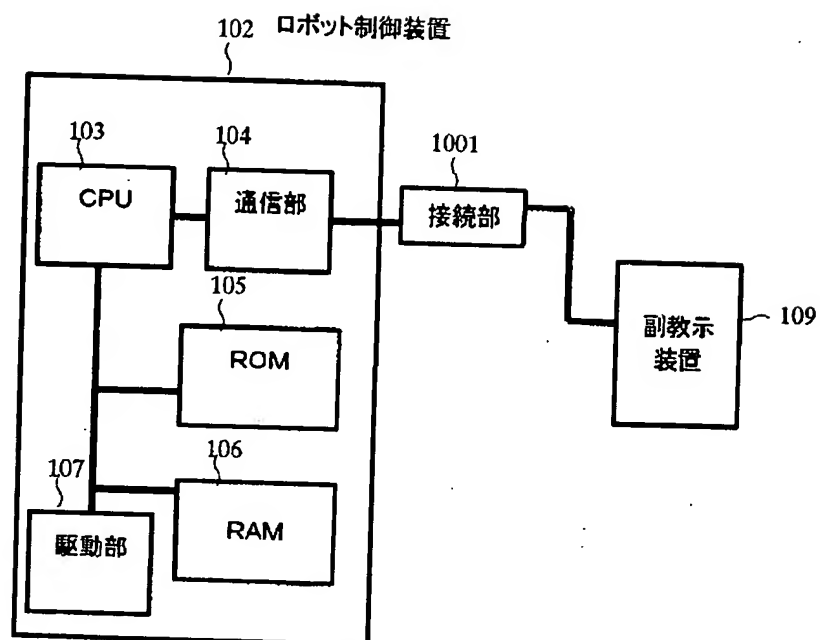 102 ロボット制御装置
103
104
1001
CPU
通信部
接続部
105
ROM
副教示
装置
109
107
106
駆動部
RAM